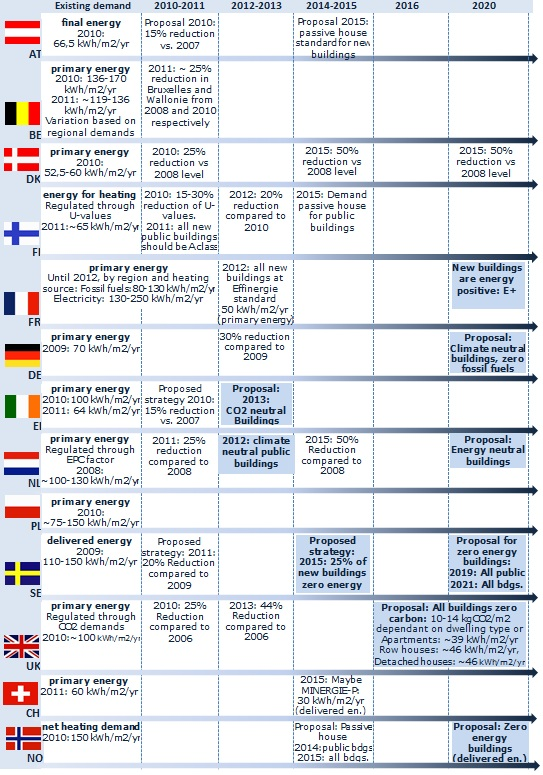 Existing demand 2010-2011 2012-2013 2014-2015 2016 2020
AT
final energy
2010:
66,5 kWh/m2/yr
Proposal 2010:
15% reduction
vs. 2007
Proposal 2015:
passive house
standard for new
buildings
BE
primary energy
2010: 136-170
kWh/m2/yr
2011: ~119-136
kWh/m2/yr
Variation based on
regional demands
2011: ~ 25%
reduction in
Bruxelles and
Wallonie from
2008 and 2010
respectively
DK
primary energy
2010:
52,5-60 kWh/m2/yr
2010: 25%
reduction vs
2008 level
2015: 50%
reduction vs
2008 level
2015: 50%
reduction vs
2008 level
FI
energy for heating
Regulated through
U-values
2011:~65 kWh/m2/yr
2010: 15-30%
reduction of U-
values.
2011: all new
public buildings
should be A class
2012: 20%
reduction
compared to
2010
2015: Demand
passive house
for public
buildings
FR
primary energy
Until 2012, by region and heating
source: Fossil fuels: 80-130 kWh/m2/yr
Electricity: 130-250 kWh/m2/yr
2012: all new
buildings at
Effinergie
standard
50 kWh/m2/yr
(primary energy)
New buildings
are energy
positive: E+
DE
primary energy
2009: 70 kWh/m2/yr
30% reduction
compared to
2009
Proposal:
Climate neutral
buildings, zero
fossil fuels
EI
primary energy
2010:100 kWh/m2/yr
2011: 64 kWh/m2/yr
Proposed
strategy 2010:
15% reduction
vs. 2007
Proposal:
2013:
CO2 neutral
Buildings
NL
primary energy
Regulated through
EPC factor
2008:
~100-130 kWh/m2/yr
2011: 25%
reduction
compared to
2008
2012: climate
neutral public
buildings
2015: 50%
Reduction
compared to
2008
Proposal:
Energy neutral
buildings
PL
primary energy
2010:
~75-150 kWh/m2/yr
SE
delivered energy
2009:
110-150 kWh/m2/yr
Proposed
strategy: 2011:
20% Reduction
compared to
2009
Proposed
strategy:
2015: 25% of
new buildings
zero energy
Proposal for
zero energy
buildings:
2019: All public
2021: All bdgs.
UK
primary energy
Regulated through
CO2 demands
2010:~100 kWh/m2/yr
2010: 25%
Reduction
compared to
2006
2013: 44%
Reduction
compared to
2006
Proposal: All buildings zero
carbon: 10-14 kgCO2/m2
dependant on dwelling type or
Apartments: ~39 kWh/m2/yr
Row houses: ~46 kWh/m2/yr,
Detached houses: ~46 kWh/m2/yr
CH
primary energy
2011: 60 kWh/m2/yr
2015: Maybe
MINERGIE-P:
30 kWh/m2/yr
(delivered en.)
NO
net heating demand
2010:150 kWh/m2/yr
Proposal: Passive
house
2014:public bdgs
2015: all bdgs.
Proposal: Zero
energy
buildings
(delivered en.)